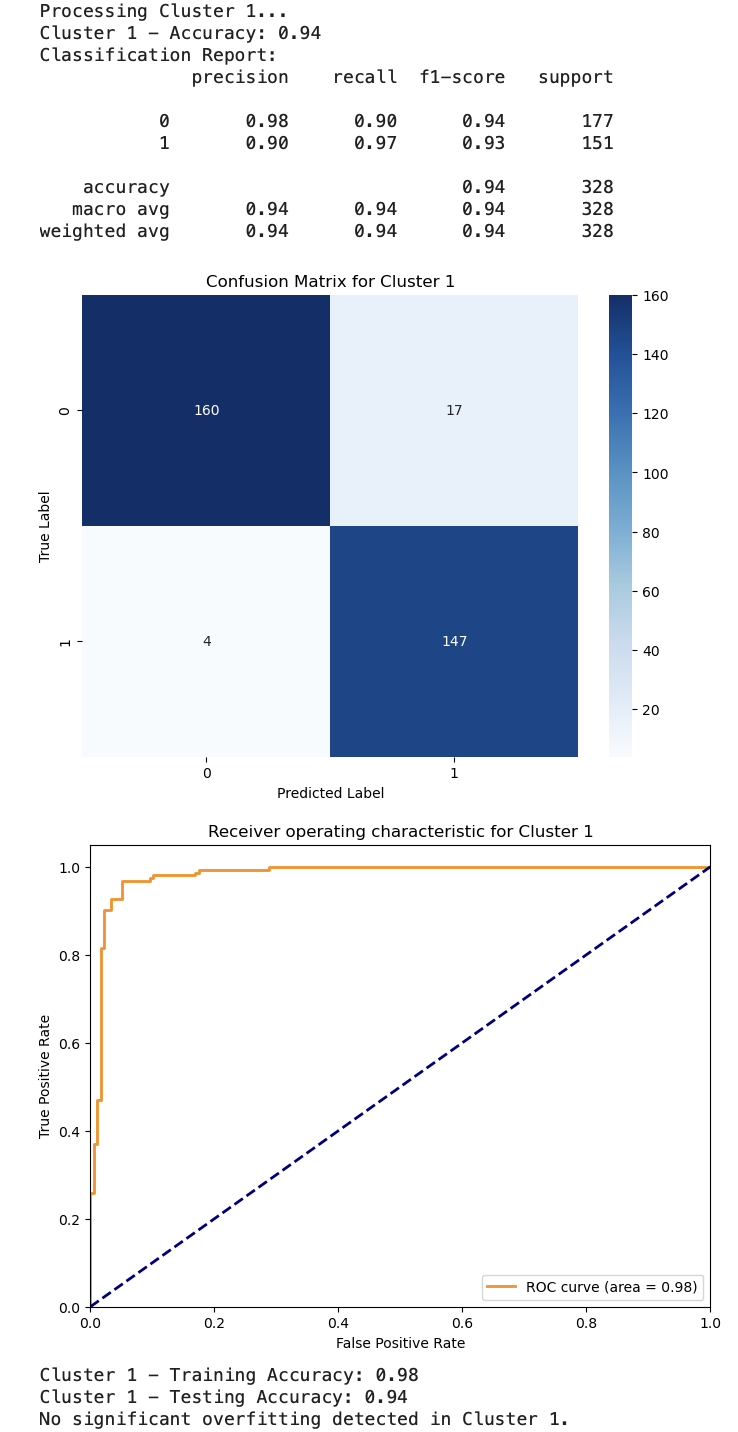 Processing Cluster 1...
Cluster 1 – Accuracy: 0.94
Classification Report:
precision recall f1-score support
0 0.98 0.90 0.94 177
1 0.90 0.97 0.93 151
accuracy 0.94 328
macro avg 0.94 0.94 0.94 328
weighted avg 0.94 0.94 0.94 328
Confusion Matrix for Cluster 1
160
140
120
100
80
60
40
20
True Label
0
1
160 17
4 147
0 1
Predicted Label
Receiver operating characteristic for Cluster 1
True Positive Rate
1.0
0.8
0.6
0.4
0.2
0.0
ROC curve (area = 0.98)
0.0 0.2 0.4 0.6 0.8 1.0
False Positive Rate
Cluster 1 – Training Accuracy: 0.98
Cluster 1 – Testing Accuracy: 0.94
No significant overfitting detected in Cluster 1.